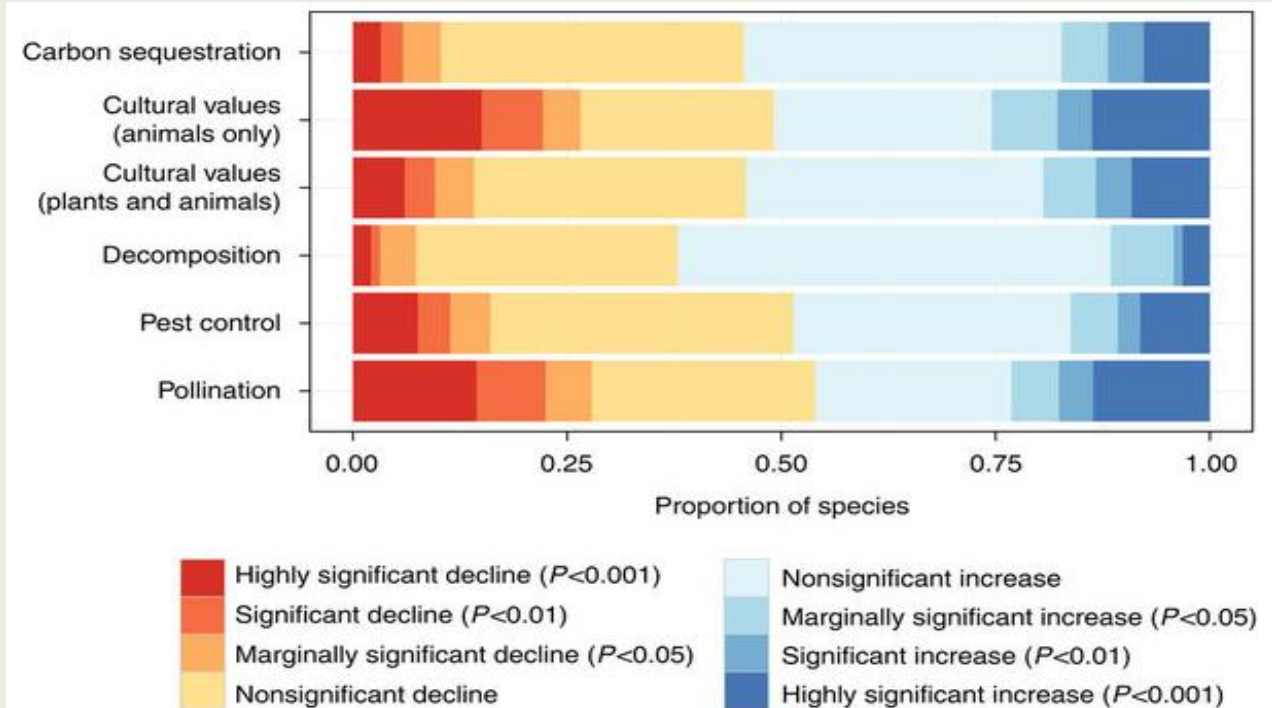 Carbon sequestration
Cultural values
(animals only)
Cultural values
(plants and animals)
Decomposition
Pest control
Pollination
0.00 0.25 0.50 0.75 1.00
Proportion of species
Highly significant decline (P<0.001)
Significant decline (P<0.01)
Marginally significant decline (P<0.05)
Nonsignificant decline
Nonsignificant increase
Marginally significant increase (P<0.05)
Significant increase (P<0.01)
Highly significant increase (P<0.001)